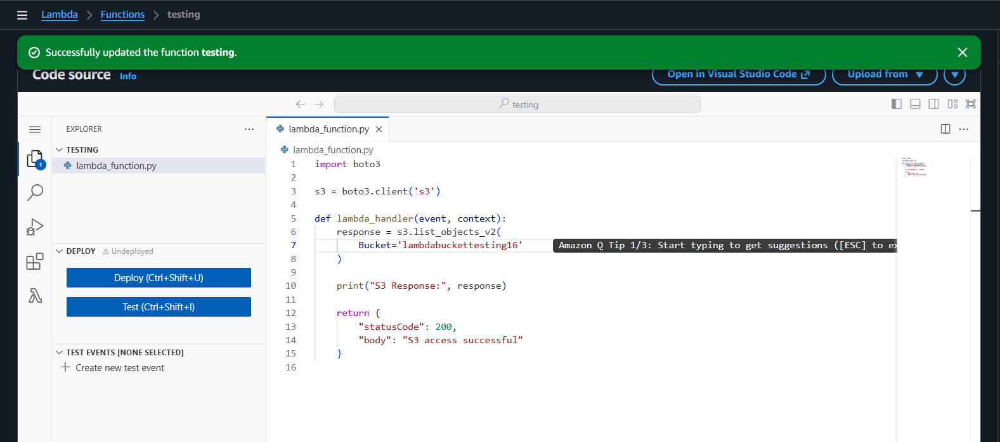 Lambda > Functions > testing
Successfully updated the function testing.
Code source Info
Open in Visual Studio Code
Upload from
testing
EXPLORER
TESTING
lambda_function.py
DEPLOY Undeployed
Deploy (Ctrl+Shift+U)
Test (Ctrl+Shift+I)
TEST EVENTS [NONE SELECTED]
Create new test event
1
lambda_function.py
lambda_function.py
1 import boto3
2
3 s3 = boto3.client('s3')
4
5 def lambda_handler(event, context):
6     response = s3.list_objects_v2(
7         Bucket='lambdabuckettesting16' Amazon Q Tip 1/3: Start typing to get suggestions ([ESC] to
8     )
9
10     print("S3 Response:", response)
11
12     return {
13         "statusCode": 200,
14         "body": "S3 access successful"
15     }
16